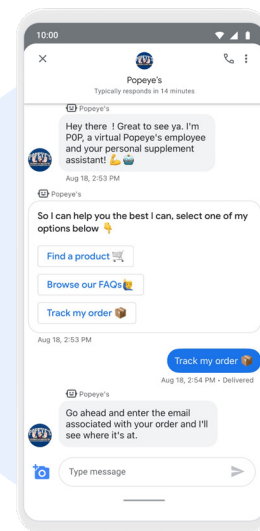 10:00
Popeye's
Typically responds in 14 minutes
Popeye's
Hey there ! Great to see ya. I'm
POP, a virtual Popeye's employee
and your personal supplement
assistant! 💪🤖
Aug 18, 2:53 PM
Popeye's
So I can help you the best I can, select one of my
options below 👇
Find a product 🛒
Browse our FAQs🙋
Track my order 📦
Aug 18, 2:53 PM
Track my order 📦
Aug 18, 2:54 PM • Delivered
Popeye's
Go ahead and enter the email
associated with your order and I'll
see where it's at.
Type message